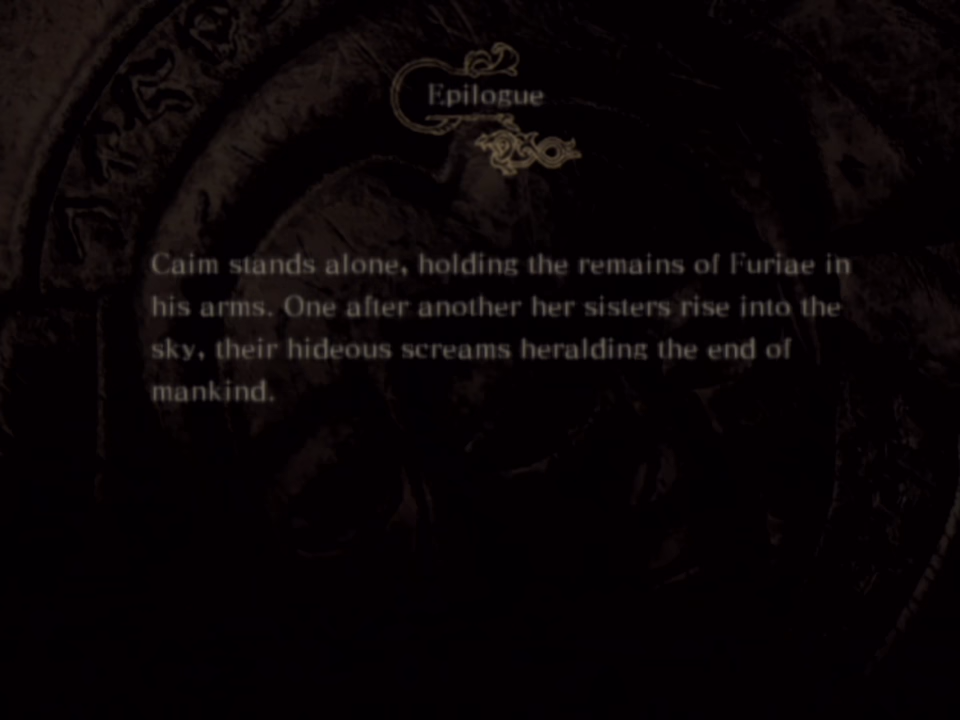 Epilogue
Caim stands alone, holding the remains of Furiae in
his arms. One after another her sisters rise into the
sky, their hideous screams heralding the end of
mankind.